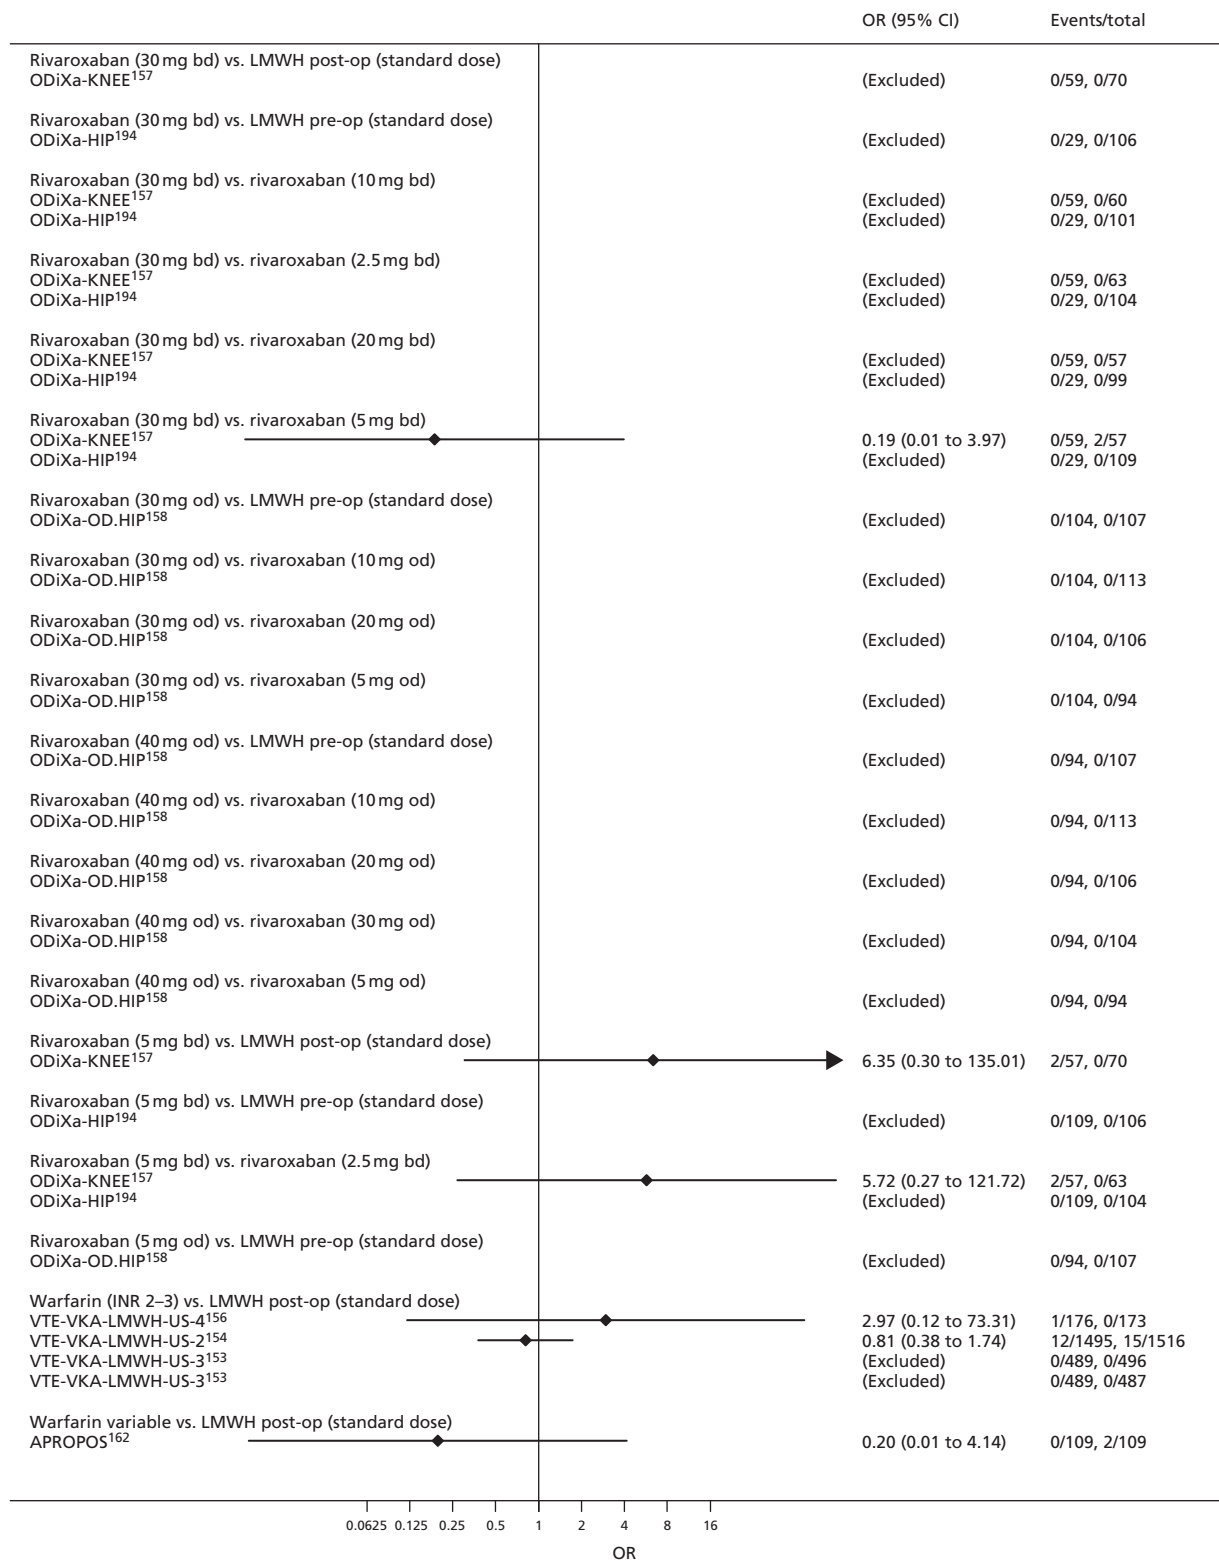 OR (95% CI) Events/total
Rivaroxaban (30 mg bd) vs. LMWH post-op (standard dose)
ODiXa-KNEE157 (Excluded) 0/59, 0/70
Rivaroxaban (30 mg bd) vs. LMWH pre-op (standard dose)
ODiXa-HIP194 (Excluded) 0/29, 0/106
Rivaroxaban (30 mg bd) vs. rivaroxaban (10 mg bd)
ODiXa-KNEE157 (Excluded) 0/59, 0/60
ODiXa-HIP194 (Excluded) 0/29, 0/101
Rivaroxaban (30 mg bd) vs. rivaroxaban (2.5 mg bd)
ODiXa-KNEE157 (Excluded) 0/59, 0/63
ODiXa-HIP194 (Excluded) 0/29, 0/104
Rivaroxaban (30 mg bd) vs. rivaroxaban (20 mg bd)
ODiXa-KNEE157 (Excluded) 0/59, 0/57
ODiXa-HIP194 (Excluded) 0/29, 0/99
Rivaroxaban (30 mg bd) vs. rivaroxaban (5 mg bd)
ODiXa-KNEE157 0.19 (0.01 to 3.97) 0/59, 2/57
ODiXa-HIP194 (Excluded) 0/29, 0/109
Rivaroxaban (30 mg od) vs. LMWH pre-op (standard dose)
ODiXa-OD.HIP158 (Excluded) 0/104, 0/107
Rivaroxaban (30 mg od) vs. rivaroxaban (10 mg od)
ODiXa-OD.HIP158 (Excluded) 0/104, 0/113
Rivaroxaban (30 mg od) vs. rivaroxaban (20 mg od)
ODiXa-OD.HIP158 (Excluded) 0/104, 0/106
Rivaroxaban (30 mg od) vs. rivaroxaban (5 mg od)
ODiXa-OD.HIP158 (Excluded) 0/104, 0/94
Rivaroxaban (40 mg od) vs. LMWH pre-op (standard dose)
ODiXa-OD.HIP158 (Excluded) 0/94, 0/107
Rivaroxaban (40 mg od) vs. rivaroxaban (10 mg od)
ODiXa-OD.HIP158 (Excluded) 0/94, 0/113
Rivaroxaban (40 mg od) vs. rivaroxaban (20 mg od)
ODiXa-OD.HIP158 (Excluded) 0/94, 0/106
Rivaroxaban (40 mg od) vs. rivaroxaban (30 mg od)
ODiXa-OD.HIP158 (Excluded) 0/94, 0/104
Rivaroxaban (40 mg od) vs. rivaroxaban (5 mg od)
ODiXa-OD.HIP158 (Excluded) 0/94, 0/94
Rivaroxaban (5 mg bd) vs. LMWH post-op (standard dose)
ODiXa-KNEE157 6.35 (0.30 to 135.01) 2/57, 0/70
Rivaroxaban (5 mg bd) vs. LMWH pre-op (standard dose)
ODiXa-HIP194 (Excluded) 0/109, 0/106
Rivaroxaban (5 mg bd) vs. rivaroxaban (2.5 mg bd)
ODiXa-KNEE157 5.72 (0.27 to 121.72) 2/57, 0/63
ODiXa-HIP194 (Excluded) 0/109, 0/104
Rivaroxaban (5 mg od) vs. LMWH pre-op (standard dose)
ODiXa-OD.HIP158 (Excluded) 0/94, 0/107
Warfarin (INR 2–3) vs. LMWH post-op (standard dose)
VTE-VKA-LMWH-US-4156 2.97 (0.12 to 73.31) 1/176, 0/173
VTE-VKA-LMWH-US-2154 0.81 (0.38 to 1.74) 12/1495, 15/1516
VTE-VKA-LMWH-US-3153 (Excluded) 0/489, 0/496
VTE-VKA-LMWH-US-3153 (Excluded) 0/489, 0/487
Warfarin variable vs. LMWH post-op (standard dose)
APROPOS162 0.20 (0.01 to 4.14) 0/109, 2/109
0.0625 0.125 0.25 0.5 1 2 4 8 16
OR